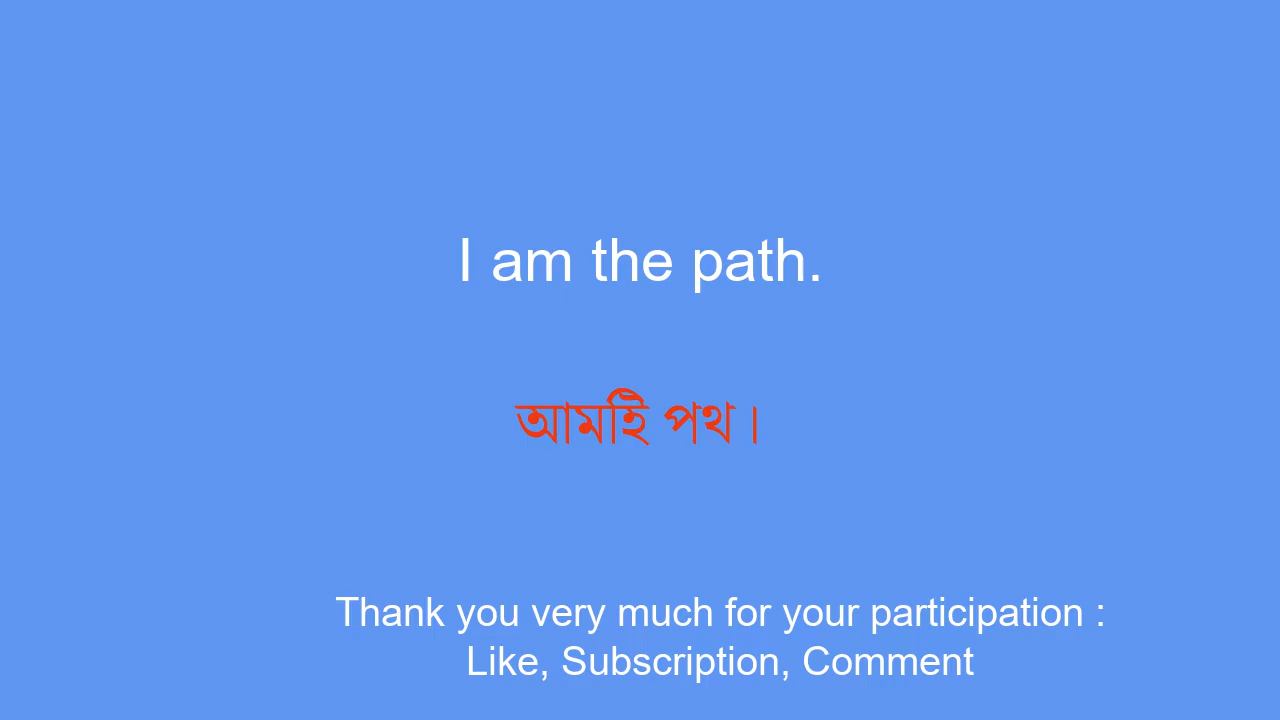 I am the path.
আমিই পথ।
Thank you very much for your participation :
Like, Subscription, Comment